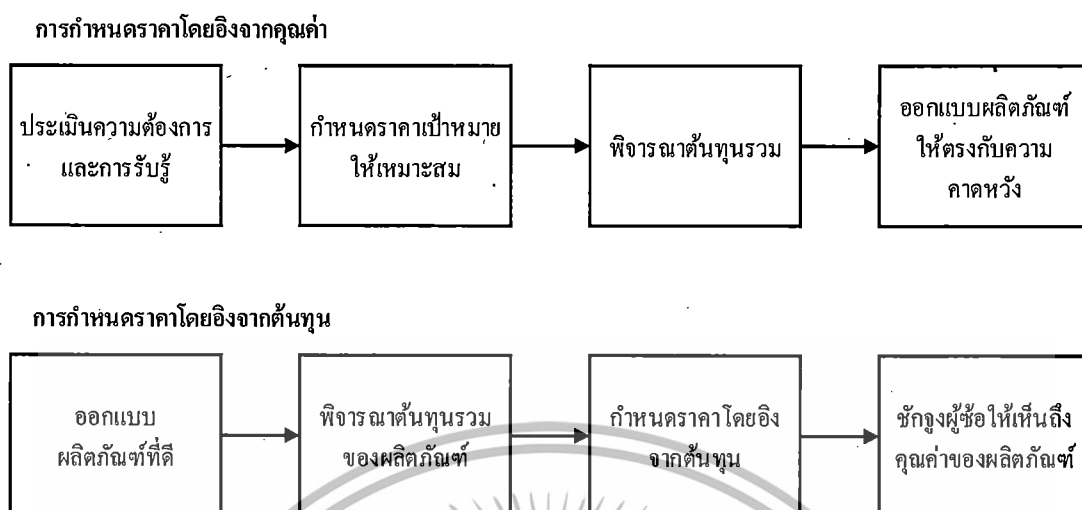 การกำหนดราคาโดยอิงจากคุณค่า
ประเมินความต้องการ
และการรับรู้
กำหนดราคาเป้าหมาย
ให้เหมาะสม
พิจารณาต้นทุนรวม
ออกแบบผลิตภัณฑ์
ให้ตรงกับความ
คาดหวัง
การกำหนดราคาโดยอิงจากต้นทุน
ออกแบบ
ผลิตภัณฑ์ที่ดี
พิจารณาต้นทุนรวม
ของผลิตภัณฑ์
กำหนดราคาโดยอิง
จากต้นทุน
ชักจูงผู้ซื้อให้เห็นถึง
คุณค่าของผลิตภัณฑ์